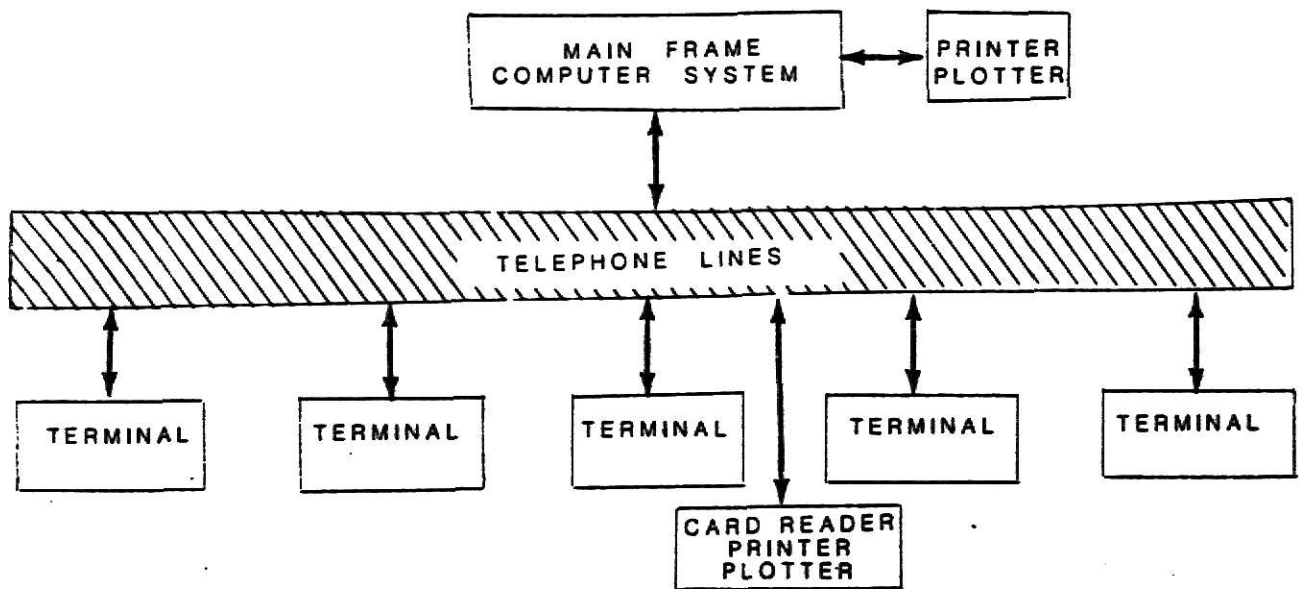 MAIN FRAME
COMPUTER SYSTEM
PRINTER
PLOTTER
TELEPHONE LINES
TERMINAL
TERMINAL
TERMINAL
TERMINAL
TERMINAL
CARD READER
PRINTER
PLOTTER